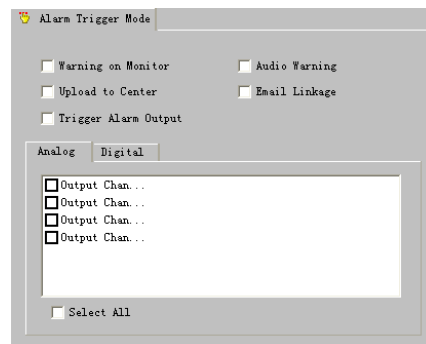 Alarm Trigger Mode
Warning on Monitor Audio Warning
Upload to Center Email Linkage
Trigger Alarm Output
Analog Digital
Output Chan...
Output Chan...
Output Chan...
Output Chan...
Select All